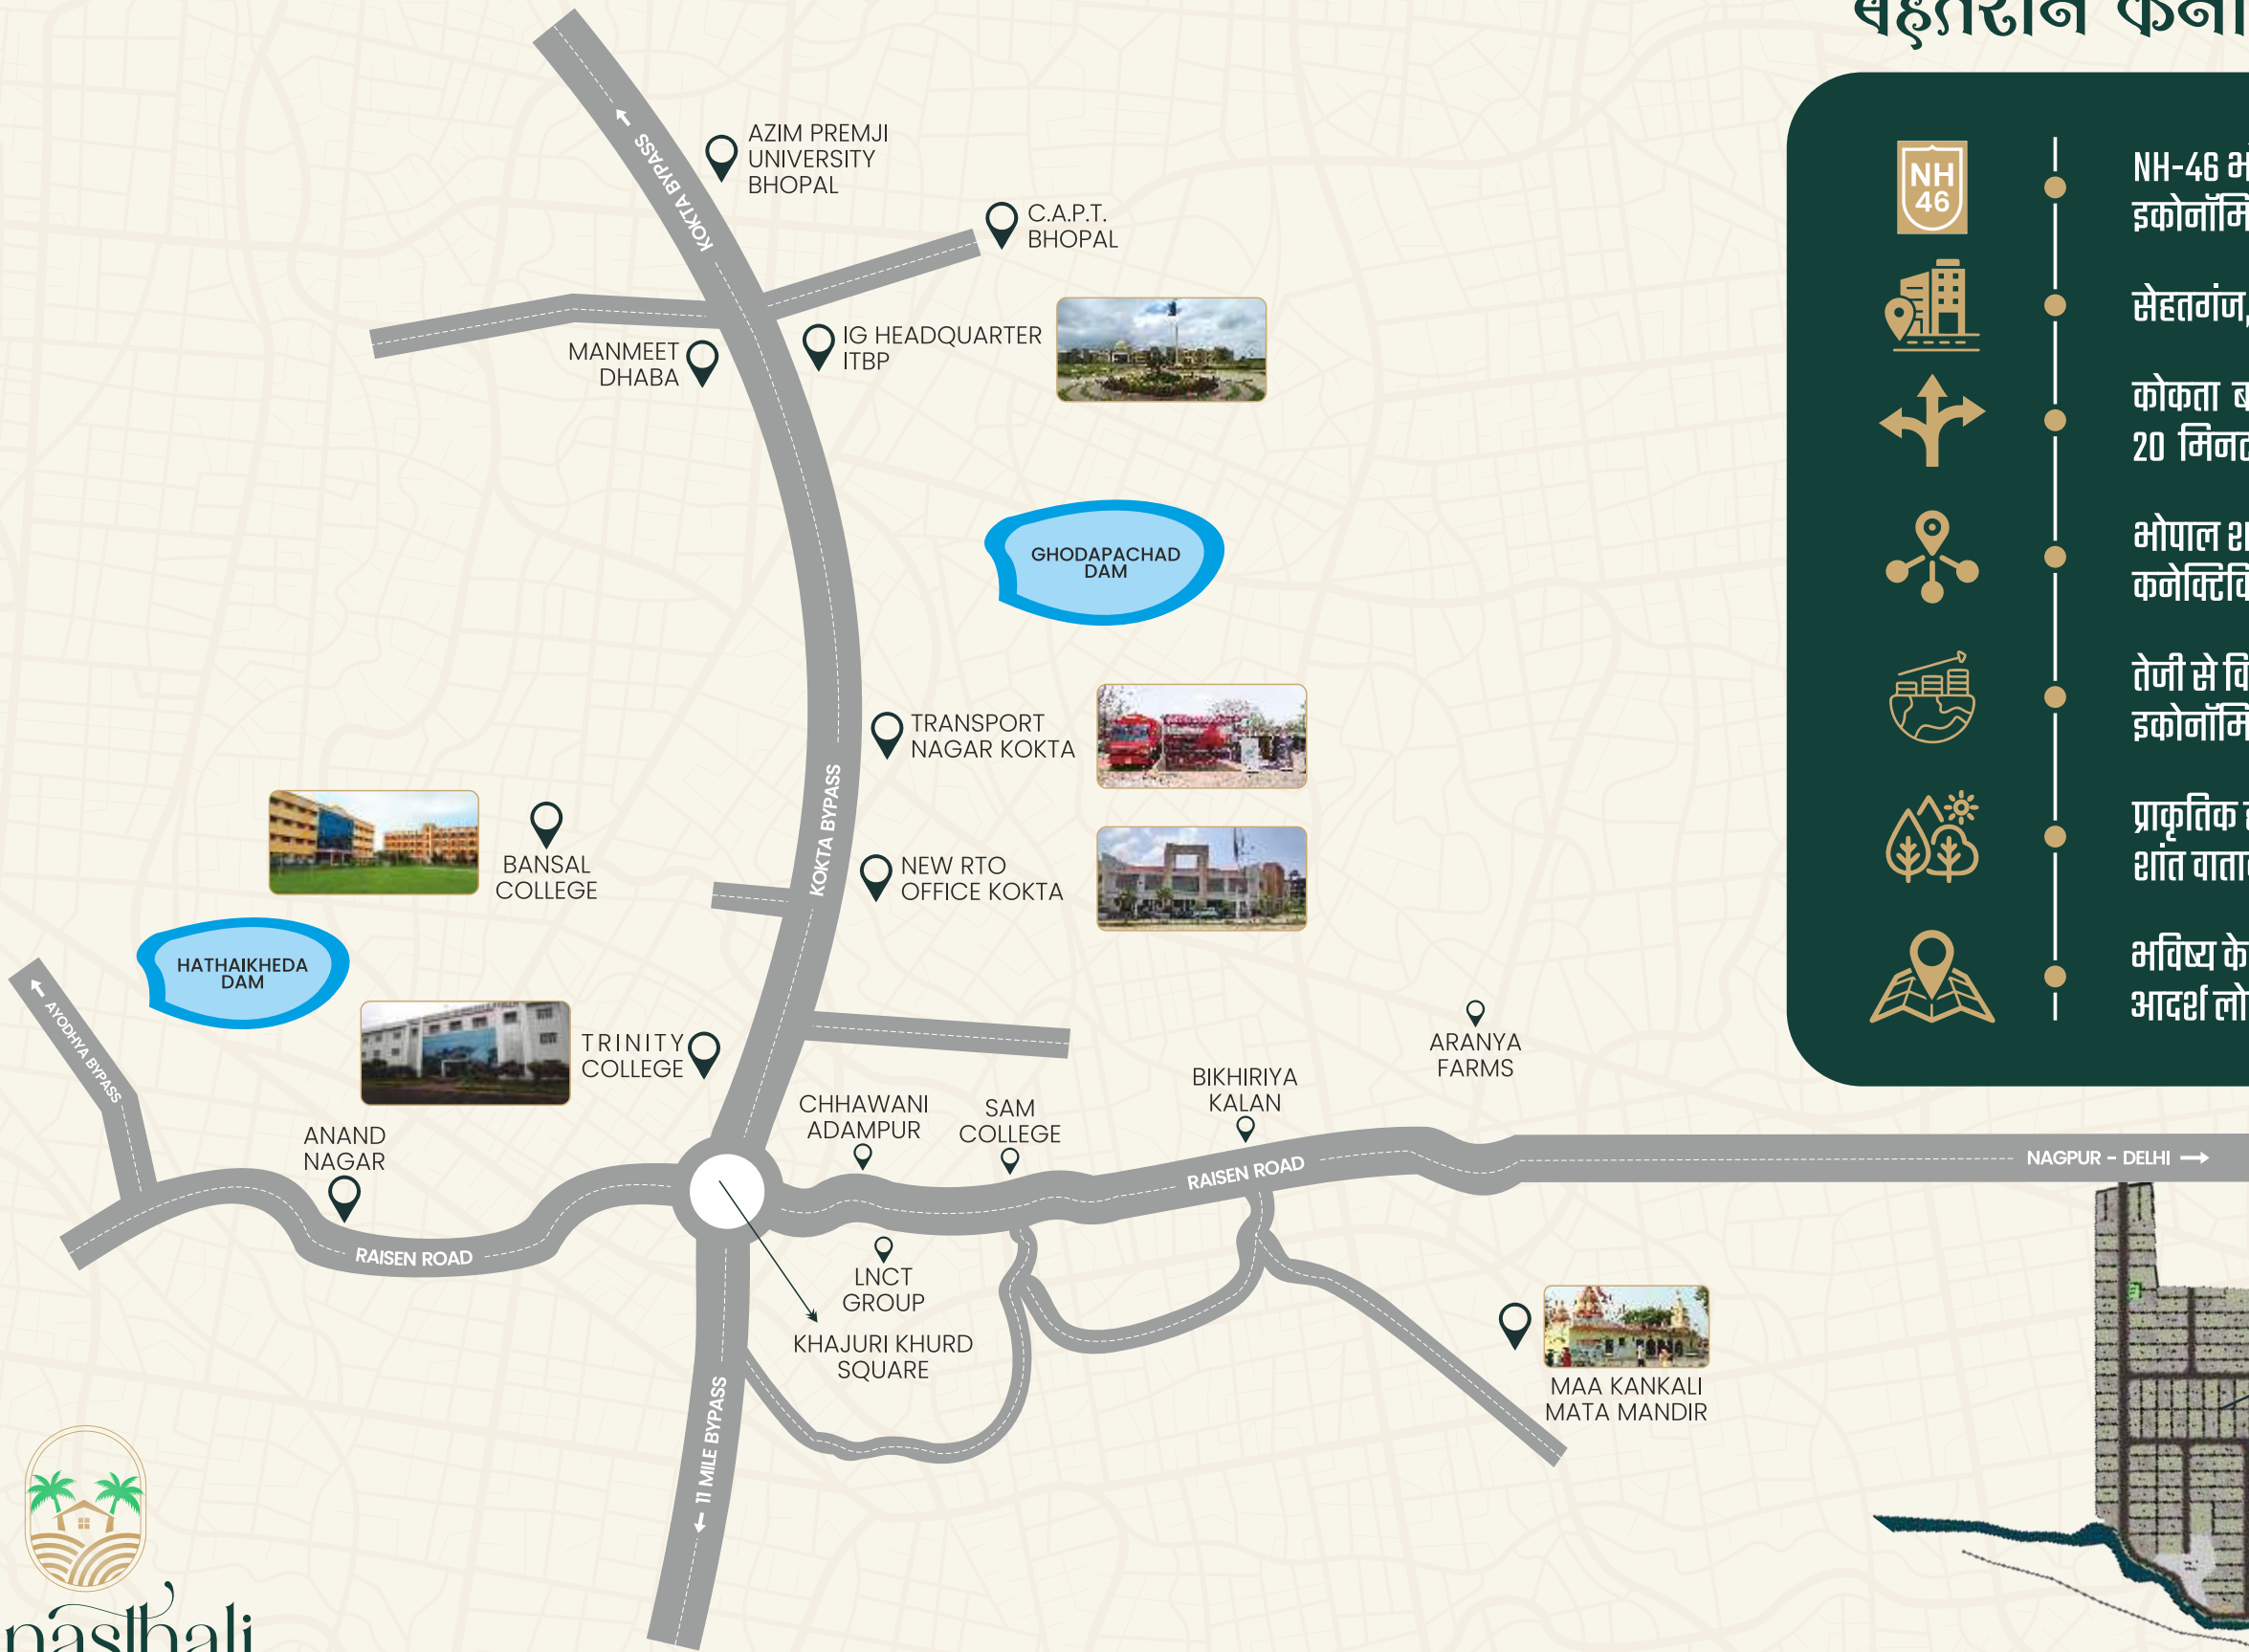 KOKTA BYPASS
AZIM PREMJI
UNIVERSITY
BHOPAL
C.A.P.T.
BHOPAL
MANMEET
DHABA
IG HEADQUARTER
ITBP
GHODAPACHAD
DAM
TRANSPORT
NAGAR KOKTA
KOKTA BYPASS
BANSAL
COLLEGE
NEW RTO
OFFICE KOKTA
HATHAIKHEDA
DAM
AYODHYA BYPASS
TRINITY
COLLEGE
ARANYA
FARMS
BIKHIRIYA
KALAN
CHHAWANI
ADAMPUR
SAM
COLLEGE
ANAND
NAGAR
RAISEN ROAD
RAISEN ROAD
NAGPUR - DELHI
LNCT
GROUP
KHAJURI KHURD
SQUARE
11 MILE BYPASS
MAA KANKALI
MATA MANDIR
NH
46
NH-46
सेहतगंज,
कोकता
20
भोपाल
तेजी से
प्राकृतिक
शांत
भविष्य के
आदर्श